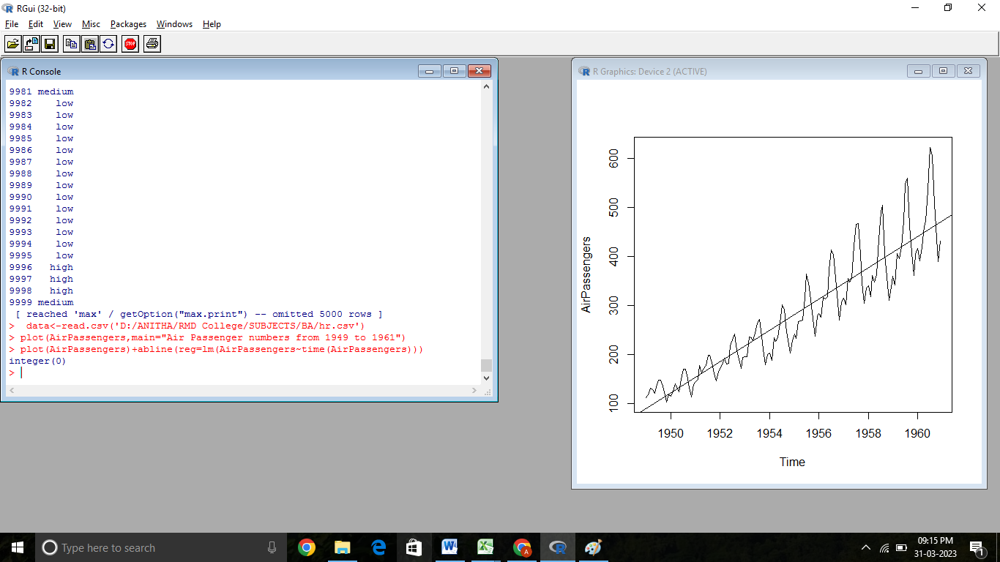 RGui (32-bit)
File Edit View Misc Packages Windows Help
STOP
R Console
9981 medium
9982    low
9983    low
9984    low
9985    low
9986    low
9987    low
9988    low
9989    low
9990    low
9991    low
9992    low
9993    low
9994    low
9995    low
9996   high
9997   high
9998   high
9999 medium
 [ reached 'max' / getOption("max.print") -- omitted 5000 rows ]
>  data<-read.csv('D:/ANITHA/RMD College/SUBJECTS/BA/hr.csv')
> plot(AirPassengers,main="Air Passenger numbers from 1949 to 1961")
> plot(AirPassengers)+abline(reg=lm(AirPassengers~time(AirPassengers)))
integer(0)
>
R Graphics: Device 2 (ACTIVE)
600
500
400
300
200
100
AirPassengers
1950 1952 1954 1956 1958 1960
Time
Type here to search
A
09:15 PM
31-03-2023
1